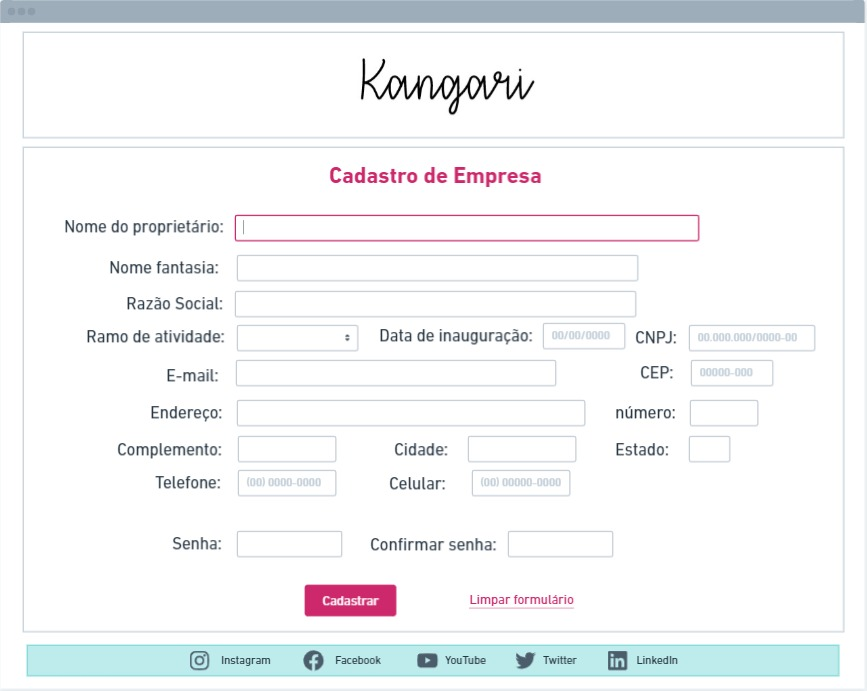 Kangari
Cadastro de Empresa
Nome do proprietário:
Nome fantasia:
Razão Social:
Ramo de atividade: Data de inauguração: 00/00/0000 CNPJ: 00.000.000/0000-00
E-mail: CEP: 00000-000
Endereço: número:
Complemento: Cidade: Estado:
Telefone: (00) 0000-0000 Celular: (00) 00000-0000
Senha: Confirmar senha:
Cadastrar Limpar formulário
Instagram Facebook YouTube Twitter LinkedIn